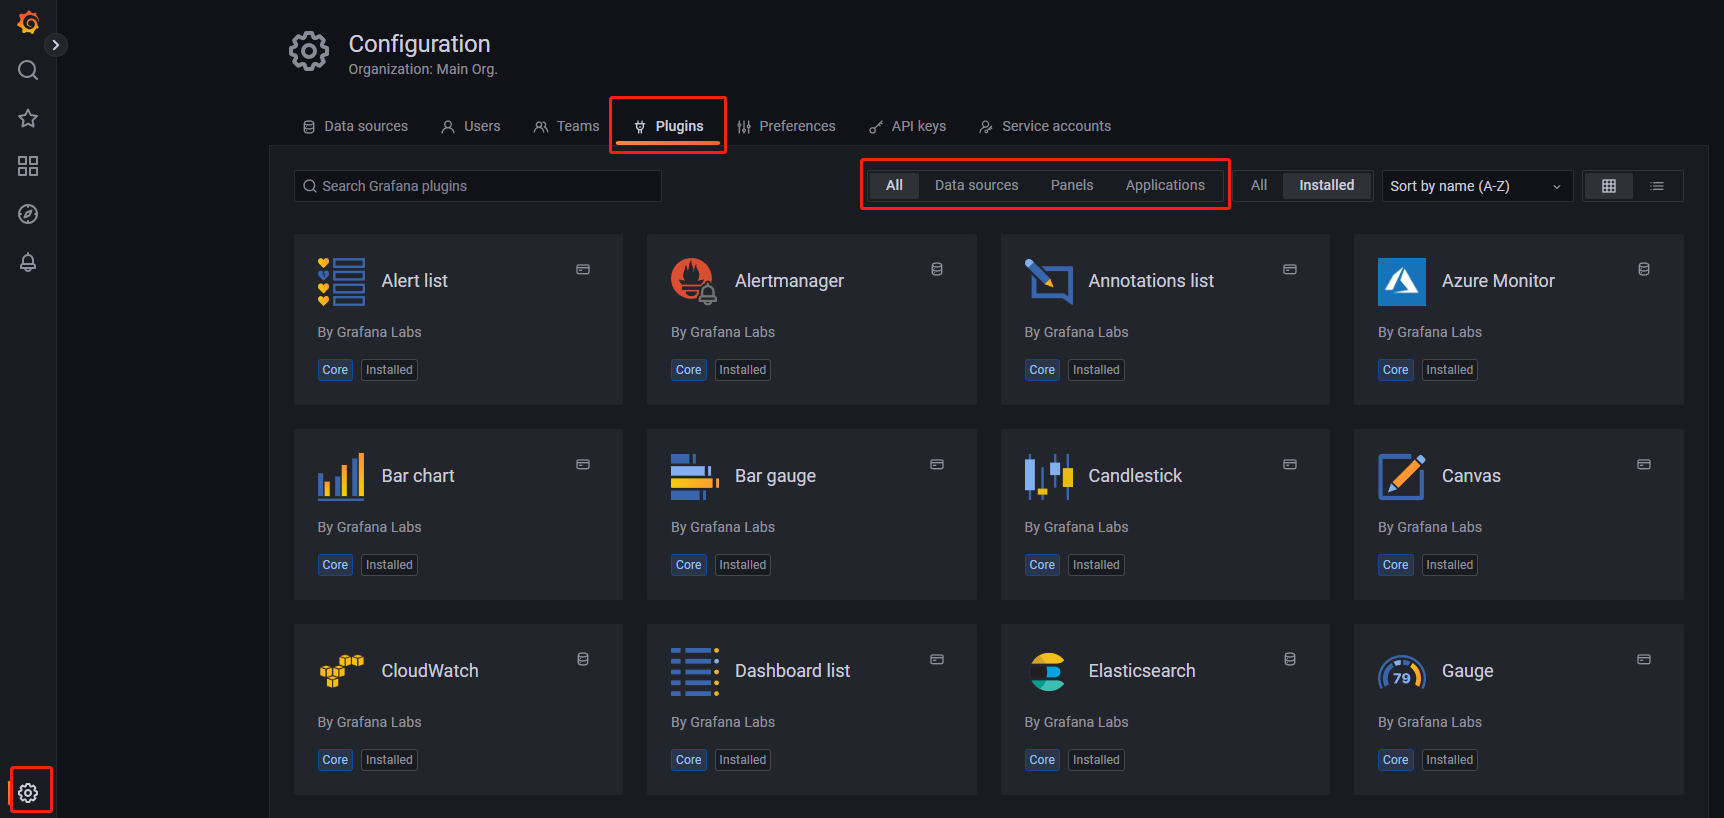 Configuration
Organization: Main Org.
Data sources Users Teams Plugins Preferences API keys Service accounts
Search Grafana plugins All Data sources Panels Applications All Installed Sort by name (A-Z)
Alert list Alertmanager Annotations list Azure Monitor
By Grafana Labs By Grafana Labs By Grafana Labs By Grafana Labs
Core Installed Core Installed Core Installed Core Installed
Bar chart Bar gauge Candlestick Canvas
By Grafana Labs By Grafana Labs By Grafana Labs By Grafana Labs
Core Installed Core Installed Core Installed Core Installed
CloudWatch Dashboard list Elasticsearch 79 Gauge
By Grafana Labs By Grafana Labs By Grafana Labs By Grafana Labs
Core Installed Core Installed Core Installed Core Installed